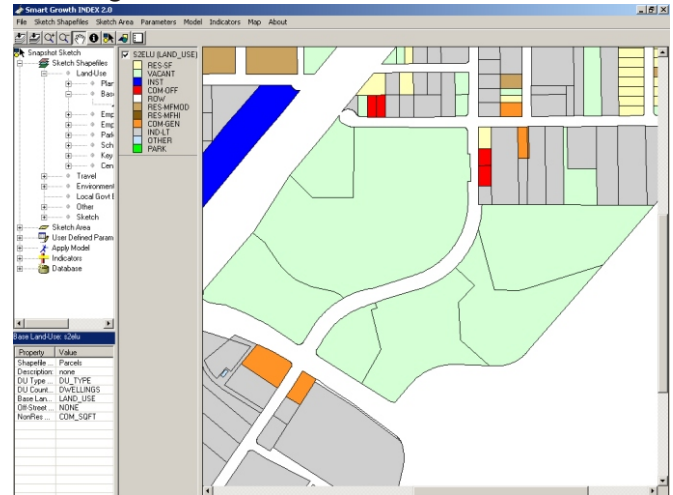 Smart Growth INDEX 2.0
File Sketch Shapefiles Sketch Area Parameters Model Indicators Map About
Snapshot Sketch
Sketch Shapefiles
Land-Use
Plar
Base
Emp
Emp
Park
Sch
Key
Cen
Travel
Environment
Local Govt
Other
Sketch
Sketch Area
User Defined Param
Apply Model
Indicators
Database
S2ELU (LAND_USE)
RES-SF
VACANT
INST
COM-OFF
ROW
RES-MFMOD
RES-MFHI
COM-GEN
IND-LT
OTHER
PARK
Base Land-Use: s2elu
Property Value
Shapefile ... Parcels
Description: none
DU Type ... DU_TYPE
DU Count... DWELLINGS
Base Lan... LAND_USE
Off-Street ... NONE
NonRes ... COM_SQFT